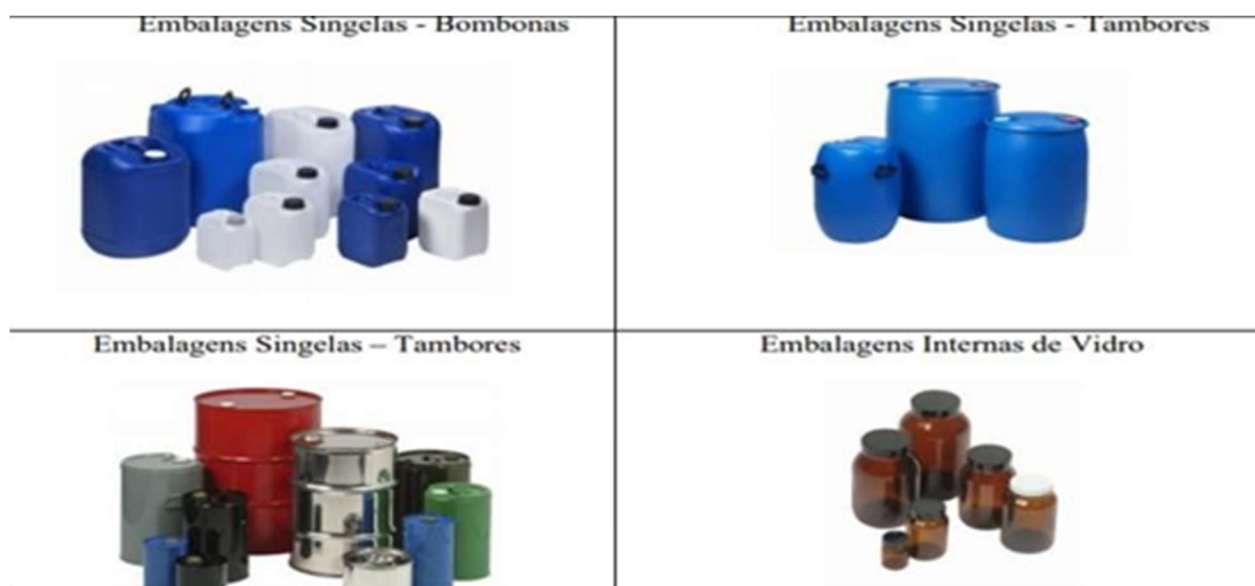 Embalagens Singelas - Bombonas
Embalagens Singelas - Tambores
Embalagens Singelas – Tambores
Embalagens Internas de Vidro